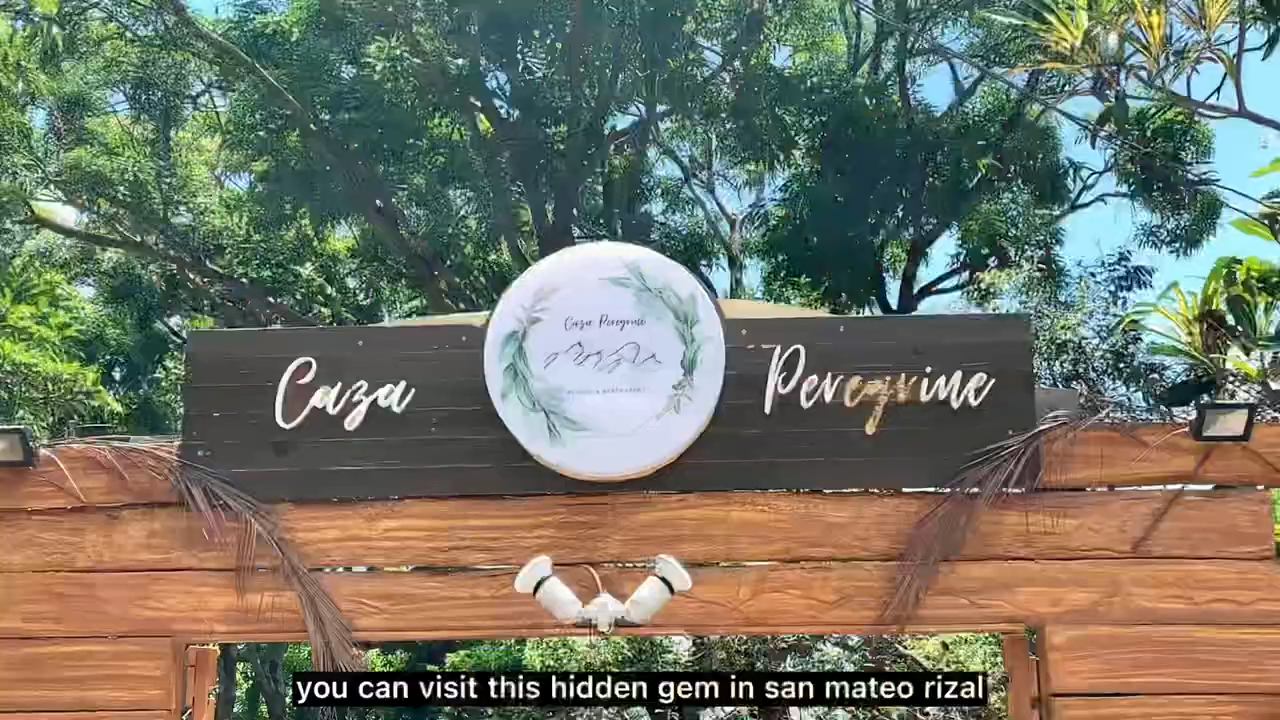 Caza Peregrine
Caza Peregrine
you can visit this hidden gem in san mateo rizal